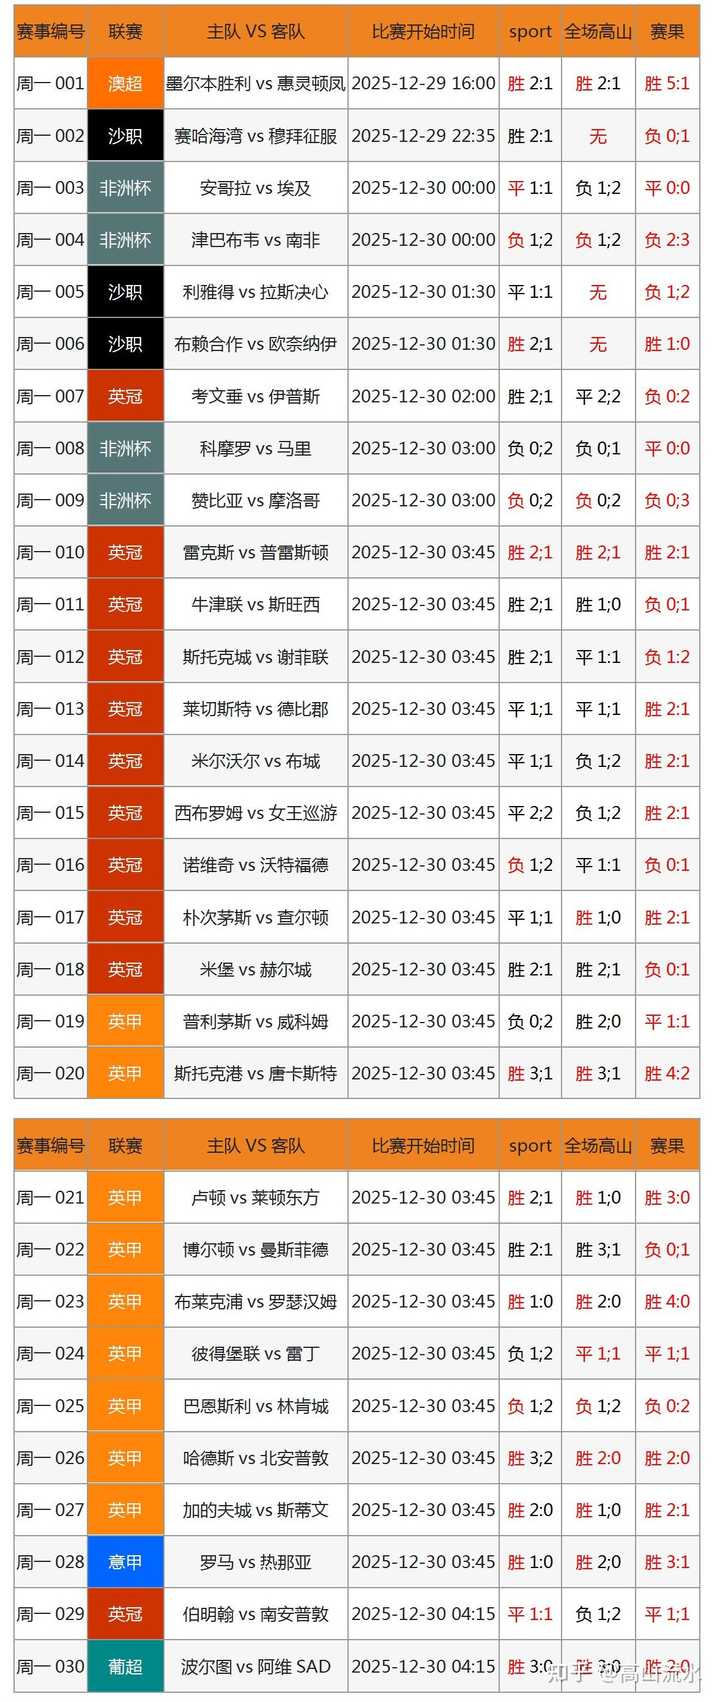 赛事编号 联赛 主队 VS 客队 比赛开始时间 sport 全场高山 赛果
周一 001 澳超 墨尔本胜利 vs 惠灵顿凤 2025-12-29 16:00 胜 2:1 胜 2:1 胜 5:1
周一 002 沙职 赛哈海湾 vs 穆拜征服 2025-12-29 22:35 胜 2:1 无 负 0;1
周一 003 非洲杯 安哥拉 vs 埃及 2025-12-30 00:00 平 1:1 负 1;2 平 0:0
周一 004 非洲杯 津巴布韦 vs 南非 2025-12-30 00:00 负 1;2 负 1;2 负 2:3
周一 005 沙职 利雅得 vs 拉斯决心 2025-12-30 01:30 平 1:1 无 负 1;2
周一 006 沙职 布赖合作 vs 欧奈纳伊 2025-12-30 01:30 胜 2;1 无 胜 1:0
周一 007 英冠 考文垂 vs 伊普斯 2025-12-30 02:00 胜 2;1 平 2;2 负 0:2
周一 008 非洲杯 科摩罗 vs 马里 2025-12-30 03:00 负 0;2 负 0;1 平 0:0
周一 009 非洲杯 赞比亚 vs 摩洛哥 2025-12-30 03:00 负 0;2 负 0;2 负 0;3
周一 010 英冠 雷克斯 vs 普雷斯顿 2025-12-30 03:45 胜 2;1 胜 2;1 胜 2:1
周一 011 英冠 牛津联 vs 斯旺西 2025-12-30 03:45 胜 2;1 胜 1;0 负 0;1
周一 012 英冠 斯托克城 vs 谢菲联 2025-12-30 03:45 胜 2;1 平 1:1 负 1:2
周一 013 英冠 莱切斯特 vs 德比郡 2025-12-30 03:45 平 1;1 平 1;1 胜 2:1
周一 014 英冠 米尔沃尔 vs 布城 2025-12-30 03:45 平 1;1 负 1;2 胜 2:1
周一 015 英冠 西布罗姆 vs 女王巡游 2025-12-30 03:45 平 2;2 负 1;2 胜 2:1
周一 016 英冠 诺维奇 vs 沃特福德 2025-12-30 03:45 负 1;2 平 1:1 负 0:1
周一 017 英冠 朴次茅斯 vs 查尔顿 2025-12-30 03:45 平 1;1 胜 1;0 胜 2:1
周一 018 英冠 米堡 vs 赫尔城 2025-12-30 03:45 胜 2:1 胜 2;1 负 0:1
周一 019 英甲 普利茅斯 vs 威科姆 2025-12-30 03:45 负 0;2 胜 2;0 平 1:1
周一 020 英甲 斯托克港 vs 唐卡斯特 2025-12-30 03:45 胜 3;1 胜 3;1 胜 4:2
赛事编号 联赛 主队 VS 客队 比赛开始时间 sport 全场高山 赛果
周一 021 英甲 卢顿 vs 莱顿东方 2025-12-30 03:45 胜 2;1 胜 1;0 胜 3:0
周一 022 英甲 博尔顿 vs 曼斯菲德 2025-12-30 03:45 胜 2:1 胜 3;1 负 0;1
周一 023 英甲 布莱克浦 vs 罗瑟汉姆 2025-12-30 03:45 胜 1:0 胜 2:0 胜 4:0
周一 024 英甲 彼得堡联 vs 雷丁 2025-12-30 03:45 负 1;2 平 1;1 平 1;1
周一 025 英甲 巴恩斯利 vs 林肯城 2025-12-30 03:45 负 1;2 负 1;2 负 0:2
周一 026 英甲 哈德斯 vs 北安普敦 2025-12-30 03:45 胜 3;2 胜 2:0 胜 2:0
周一 027 英甲 加的夫城 vs 斯蒂文 2025-12-30 03:45 胜 2:0 胜 1;0 胜 2:1
周一 028 意甲 罗马 vs 热那亚 2025-12-30 03:45 胜 1:0 胜 2;0 胜 3:1
周一 029 英冠 伯明翰 vs 南安普敦 2025-12-30 04:15 平 1:1 负 1;2 平 1;1
周一 030 葡超 波尔图 vs 阿维 SAD 2025-12-30 04:15 胜 3:0 胜 3:0 胜 2:0
知乎 @高山流水